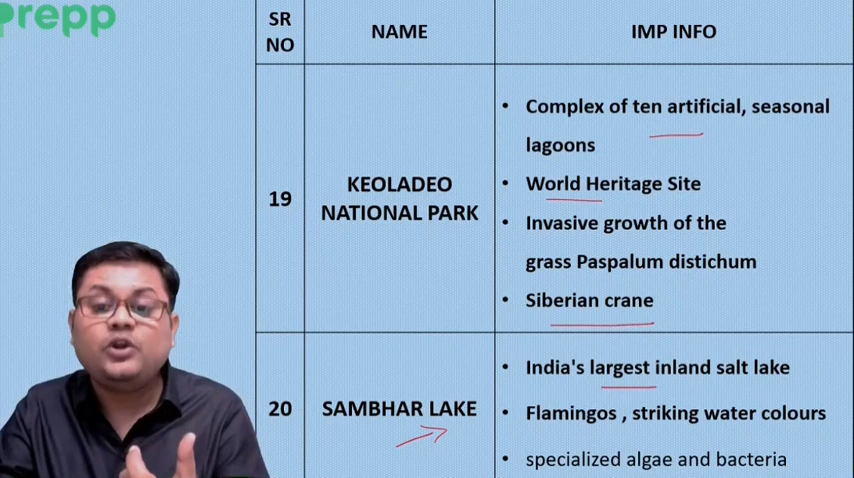 Prepp
SR
NO
NAME
IMP INFO
19
KEOLADEO
NATIONAL PARK
• Complex of ten artificial, seasonal
lagoons
• World Heritage Site
• Invasive growth of the
grass Paspalum distichum
• Siberian crane
20
SAMBHAR LAKE
• India's largest inland salt lake
• Flamingos , striking water colours
• specialized algae and bacteria